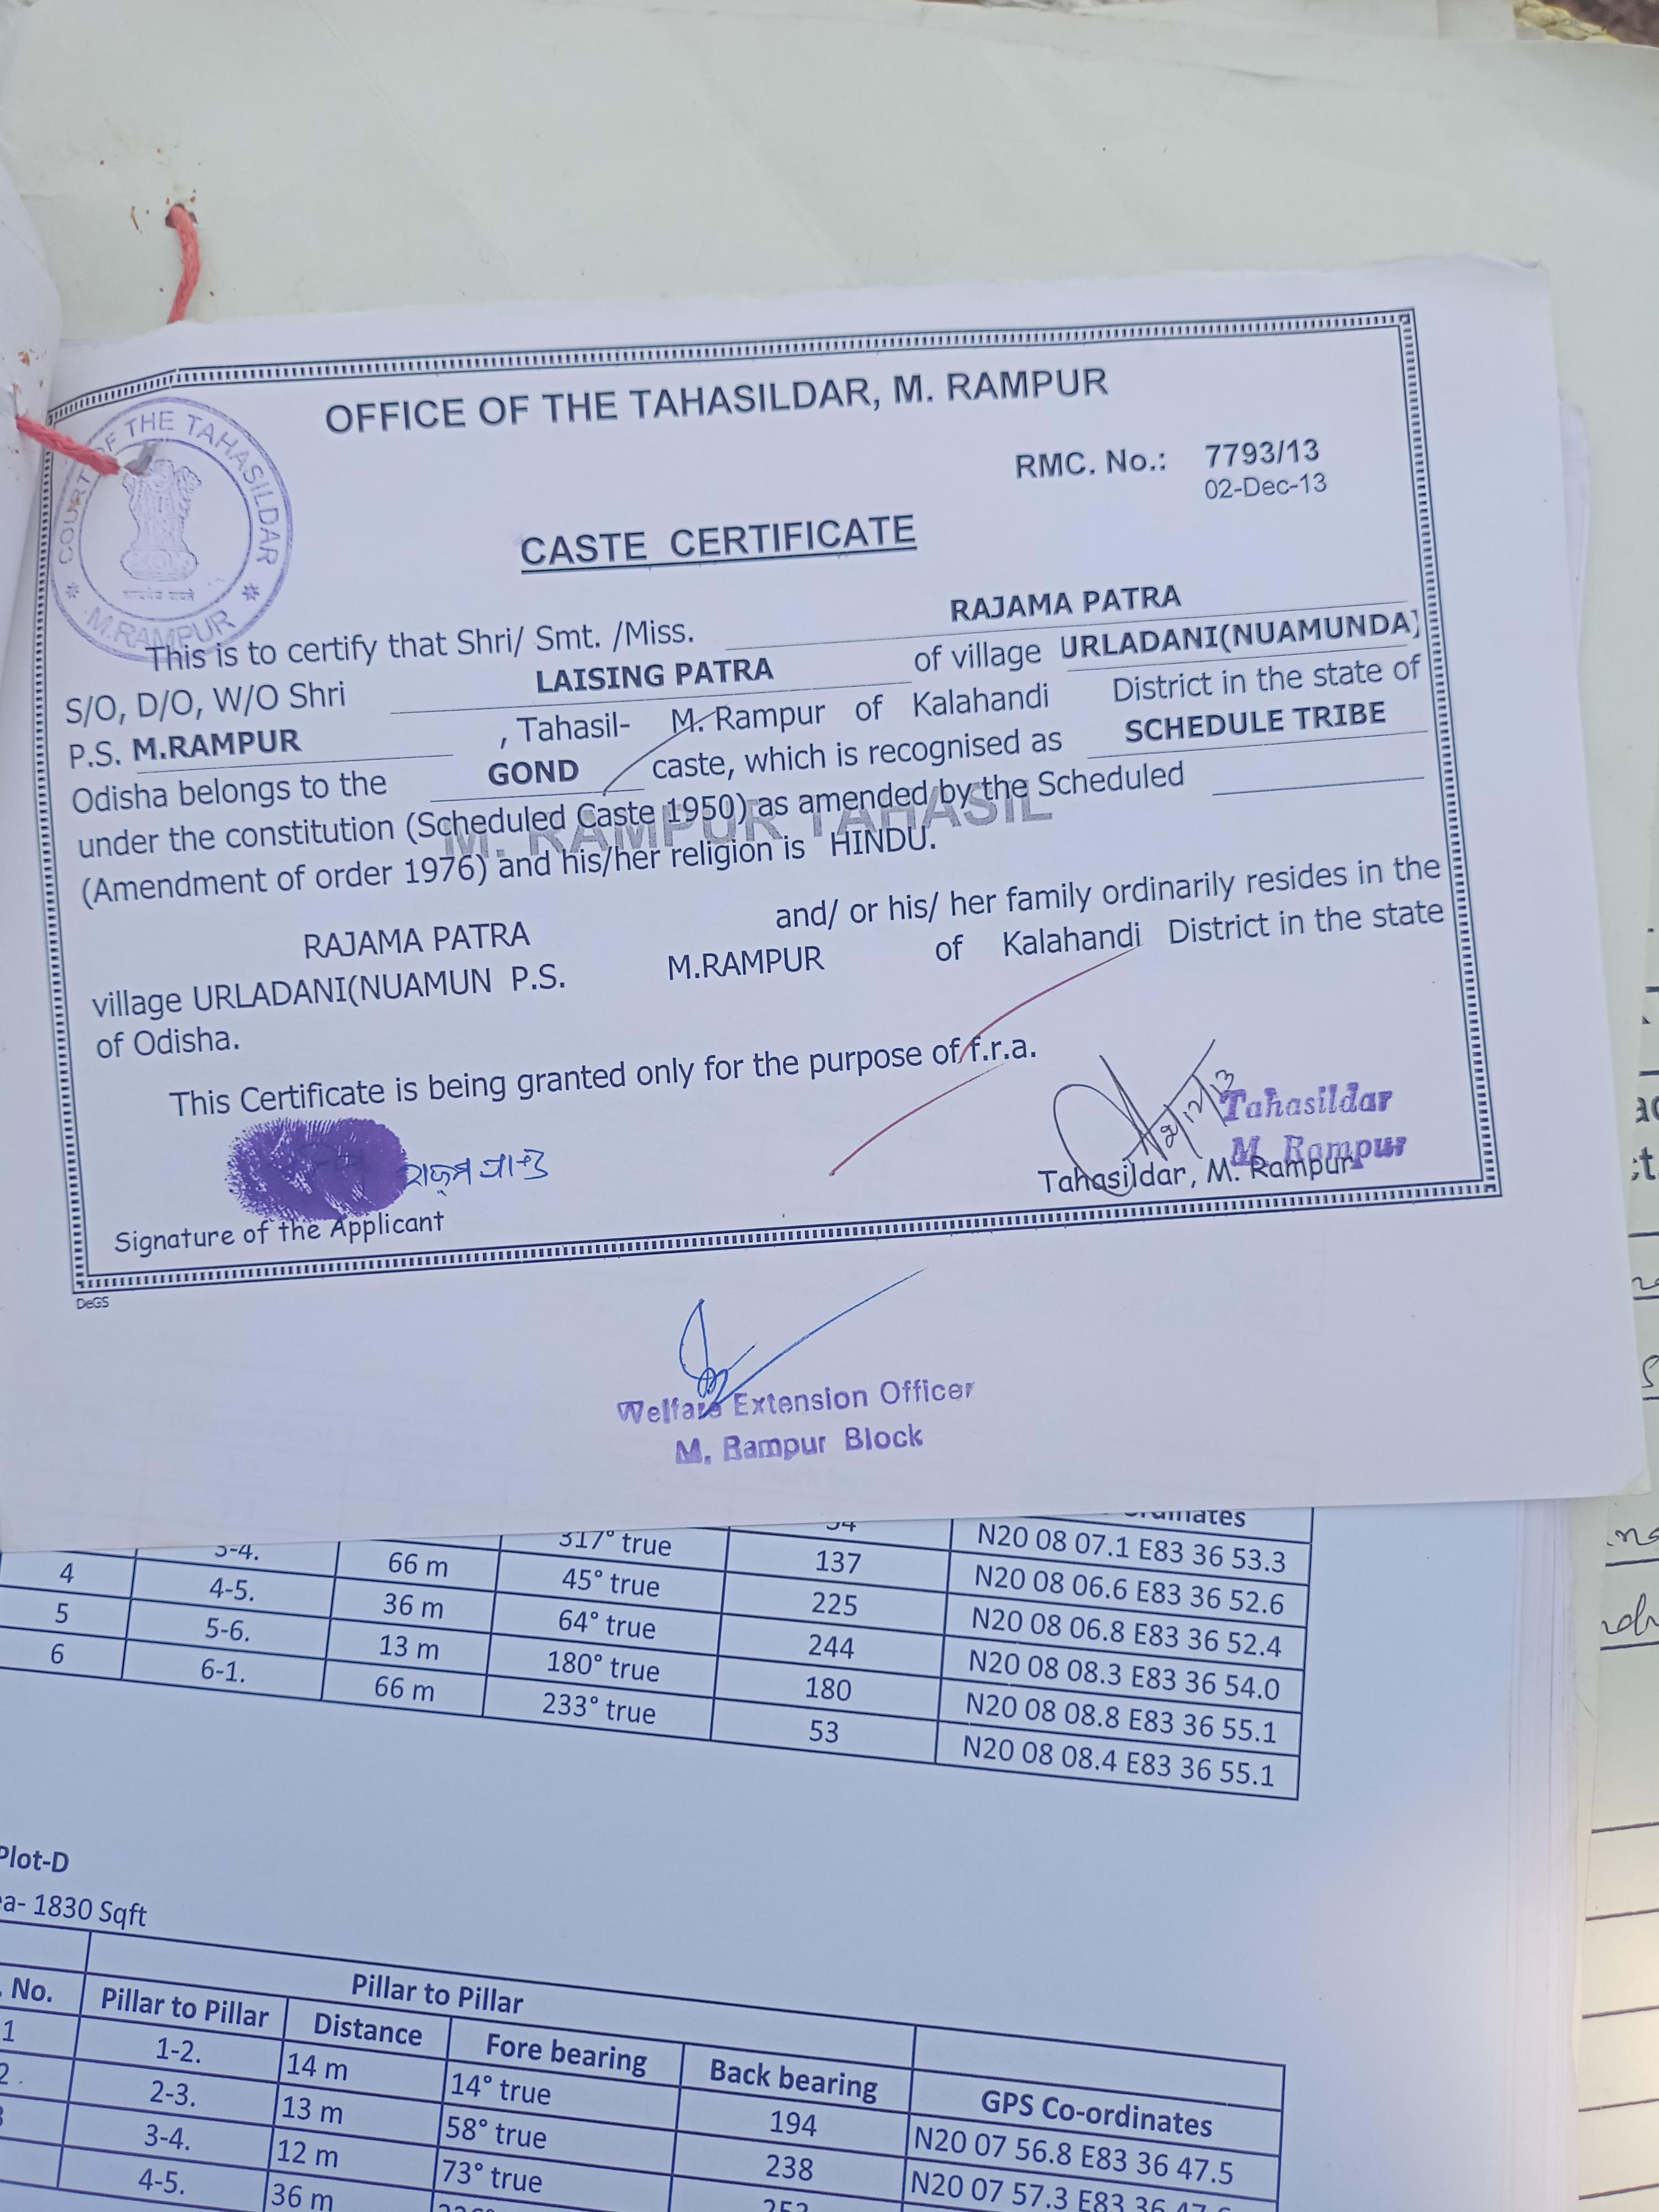 COURT OF THE TAHASILDAR
M.RAMPUR
OFFICE OF THE TAHASILDAR, M. RAMPUR
RMC. No.: 7793/13
02-Dec-13
CASTE CERTIFICATE
This is to certify that Shri/ Smt. /Miss. RAJAMA PATRA
S/O, D/O, W/O Shri LAISING PATRA of village URLADANI(NUAMUNDA)
P.S. M.RAMPUR , Tahasil- M. Rampur of Kalahandi District in the state of
Odisha belongs to the GOND caste, which is recognised as SCHEDULE TRIBE
under the constitution (Scheduled Caste 1950) as amended by the Scheduled
(Amendment of order 1976) and his/her religion is HINDU.
M. RAMPUR TAHASIL
RAJAMA PATRA and/ or his/ her family ordinarily resides in the
village URLADANI(NUAMUN P.S. M.RAMPUR of Kalahandi District in the state
of Odisha.
This Certificate is being granted only for the purpose of f.r.a.
2/12/13
Tahasildar
M. Rampur
Tahasildar, M. Rampur
Signature of the Applicant
DeGS
Welfare Extension Officer
M. Rampur Block
317° true N20 08 07.1 E83 36 53.3
4 3-4. 66 m 45° true 137 N20 08 06.6 E83 36 52.6
5 4-5. 36 m 64° true 225 N20 08 06.8 E83 36 52.4
6 5-6. 13 m 180° true 244 N20 08 08.3 E83 36 54.0
6-1. 66 m 233° true 180 N20 08 08.8 E83 36 55.1
53 N20 08 08.4 E83 36 55.1
Plot-D
1830 Sqft
Pillar to Pillar
No. Pillar to Pillar Distance Fore bearing Back bearing GPS Co-ordinates
1 1-2. 14 m 14° true 194 N20 07 56.8 E83 36 47.5
2 2-3. 13 m 58° true 238 N20 07 57.3 E83 36
3-4. 12 m 73° true
4-5. 36 m